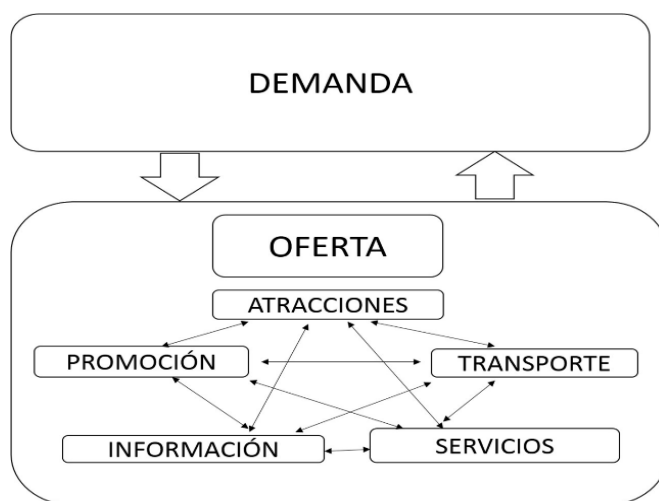 DEMANDA
OFERTA
ATRACCIONES
PROMOCIÓN
TRANSPORTE
INFORMACIÓN
SERVICIOS